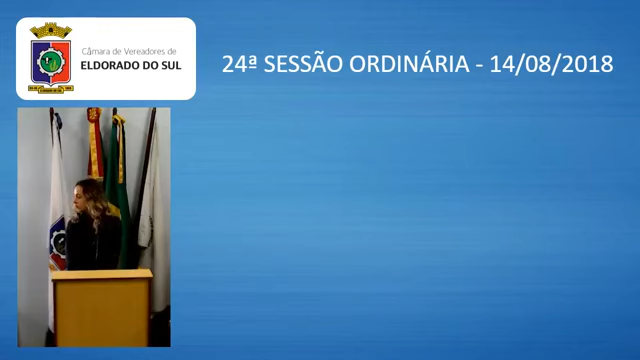 Câmara de Vereadores de
ELDORADO DO SUL
24ª SESSÃO ORDINÁRIA - 14/08/2018